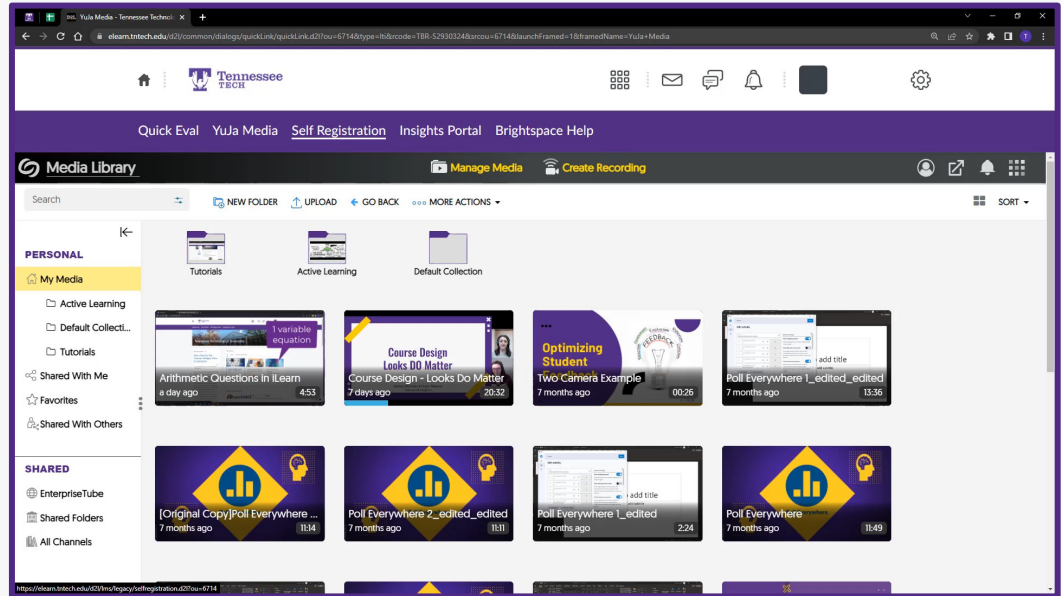 YuJa Media - Tennessee Technolo
elearn.tntech.edu/d2l/common/dialogs/quickLink/quickLink.d2l?ou=6714&type=lti&rcode=TBR-52930324&srcou=6714&launchFramed=1&framedName=YuJa+Media
Tennessee
TECH
Quick Eval YuJa Media Self Registration Insights Portal Brightspace Help
Media Library Manage Media Create Recording
Search NEW FOLDER UPLOAD GO BACK MORE ACTIONS SORT
PERSONAL
My Media
Active Learning
Default Collecti...
Tutorials
Shared With Me
Favorites
Shared With Others
SHARED
EnterpriseTube
Shared Folders
All Channels
Tutorials Active Learning Default Collection
1 variable
equation
Arithmetic Questions in iLearn
a day ago 4:53
Course Design
Looks DO Matter
Course Design - Looks Do Matter
7 days ago 20:32
Optimizing
Student
Feedback
FEEDBACK
Two Camera Example
7 months ago 00:26
add title
Poll Everywhere 1_edited_edited
7 months ago 13:36
[Original Copy]Poll Everywhere ...
7 months ago 11:14
Poll Everywhere 2_edited_edited
7 months ago 11:11
add title
Poll Everywhere 1_edited
7 months ago 2:24
Poll Everywhere
7 months ago 11:49
https://elearn.tntech.edu/d2l/lms/legacy/selfregistration.d2l?ou=6714